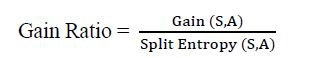 Gain Ratio = Gain (S,A)
Split Entropy (S,A)